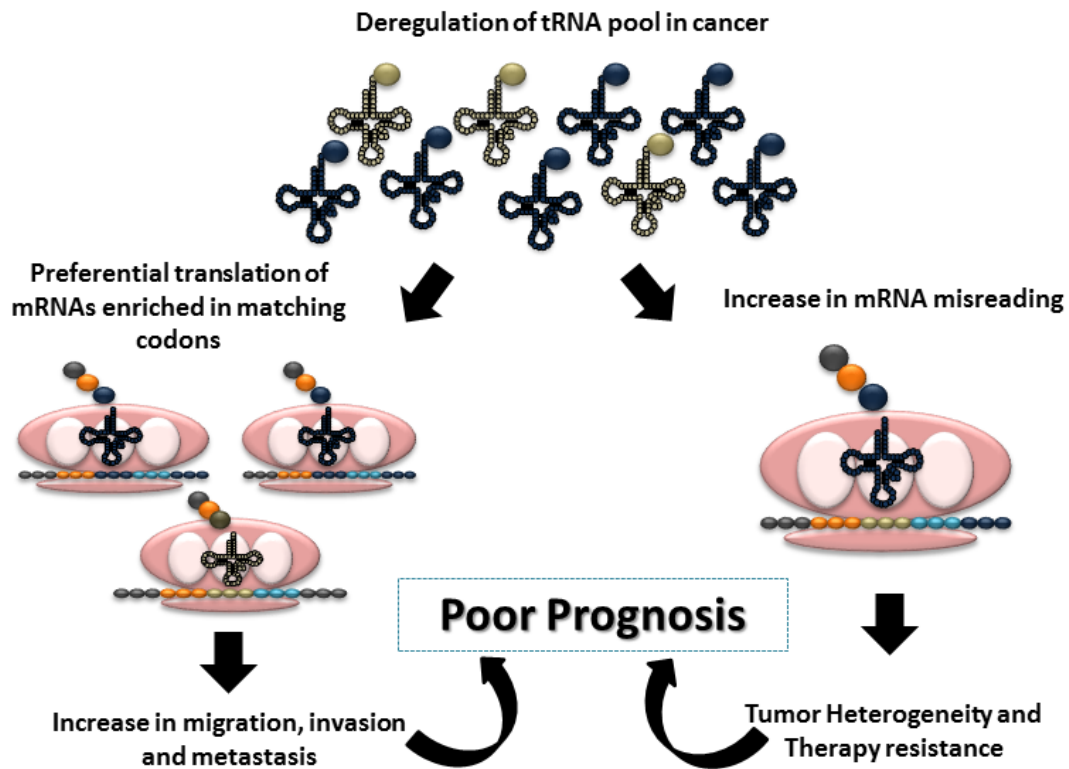 Deregulation of tRNA pool in cancer
Preferential translation of
mRNAs enriched in matching
codons
Increase in mRNA misreading
Poor Prognosis
Increase in migration, invasion
and metastasis
Tumor Heterogeneity and
Therapy resistance